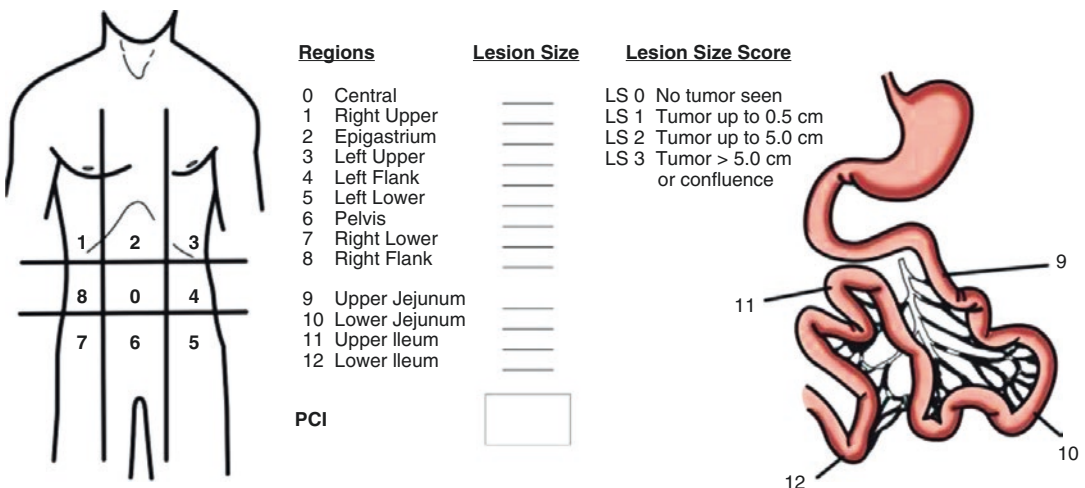 Regions
Lesion Size
Lesion Size Score
0 Central
1 Right Upper
2 Epigastrium
3 Left Upper
4 Left Flank
5 Left Lower
6 Pelvis
7 Right Lower
8 Right Flank
9 Upper Jejunum
10 Lower Jejunum
11 Upper Ileum
12 Lower Ileum
PCI
LS 0 No tumor seen
LS 1 Tumor up to 0.5 cm
LS 2 Tumor up to 5.0 cm
LS 3 Tumor > 5.0 cm
or confluence
1 2 3
8 0 4
7 6 5
9
11
10
12